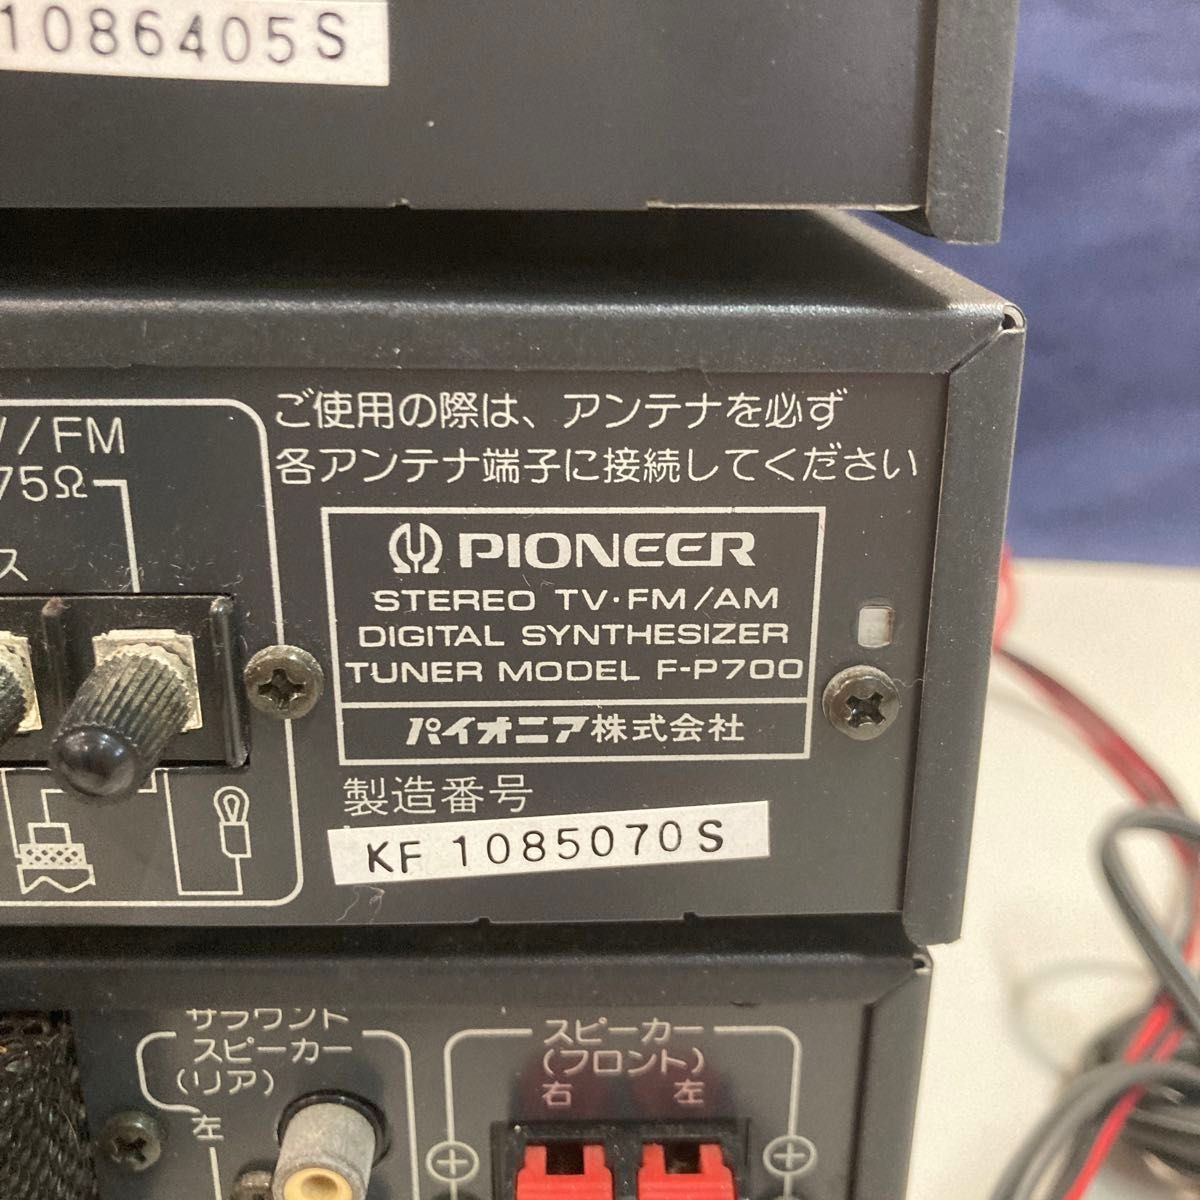 1086405S
/FM
75Ω
ス
ご使用の際は、アンテナを必ず
各アンテナ端子に接続してください
PIONEER
STEREO TV・FM/AM
DIGITAL SYNTHESIZER
TUNER MODEL F-P700
パイオニア株式会社
製造番号
KF 1085070S
サラウンド
スピーカー
(リア)
左
スピーカー
(フロント)
右 左
⊕ ⊕